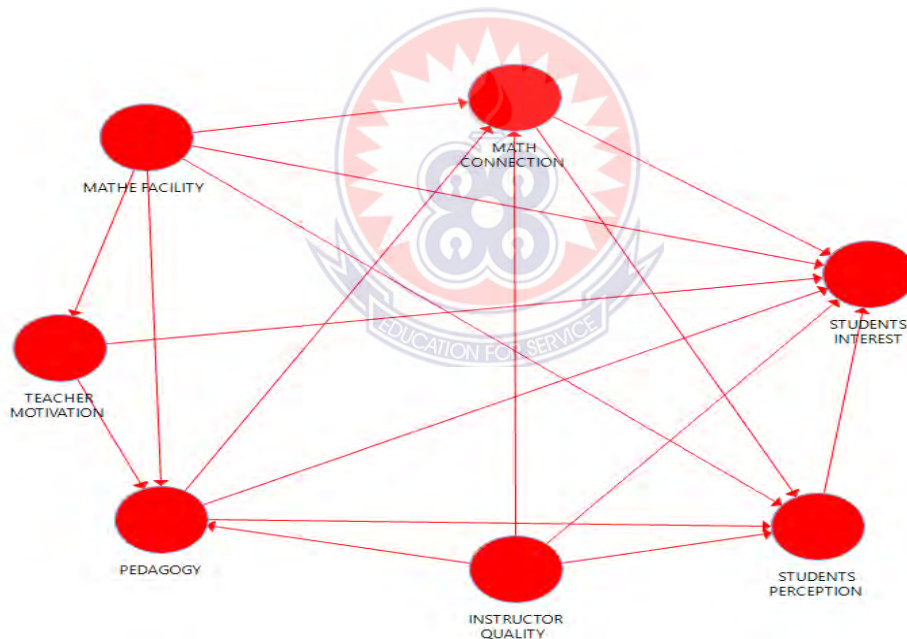 MATH
CONNECTION
MATHE FACILITY
EDUCATION FOR SERVICE
STUDENTS
INTEREST
TEACHER
MOTIVATION
PEDAGOGY
STUDENTS
PERCEPTION
INSTRUCTOR
QUALITY